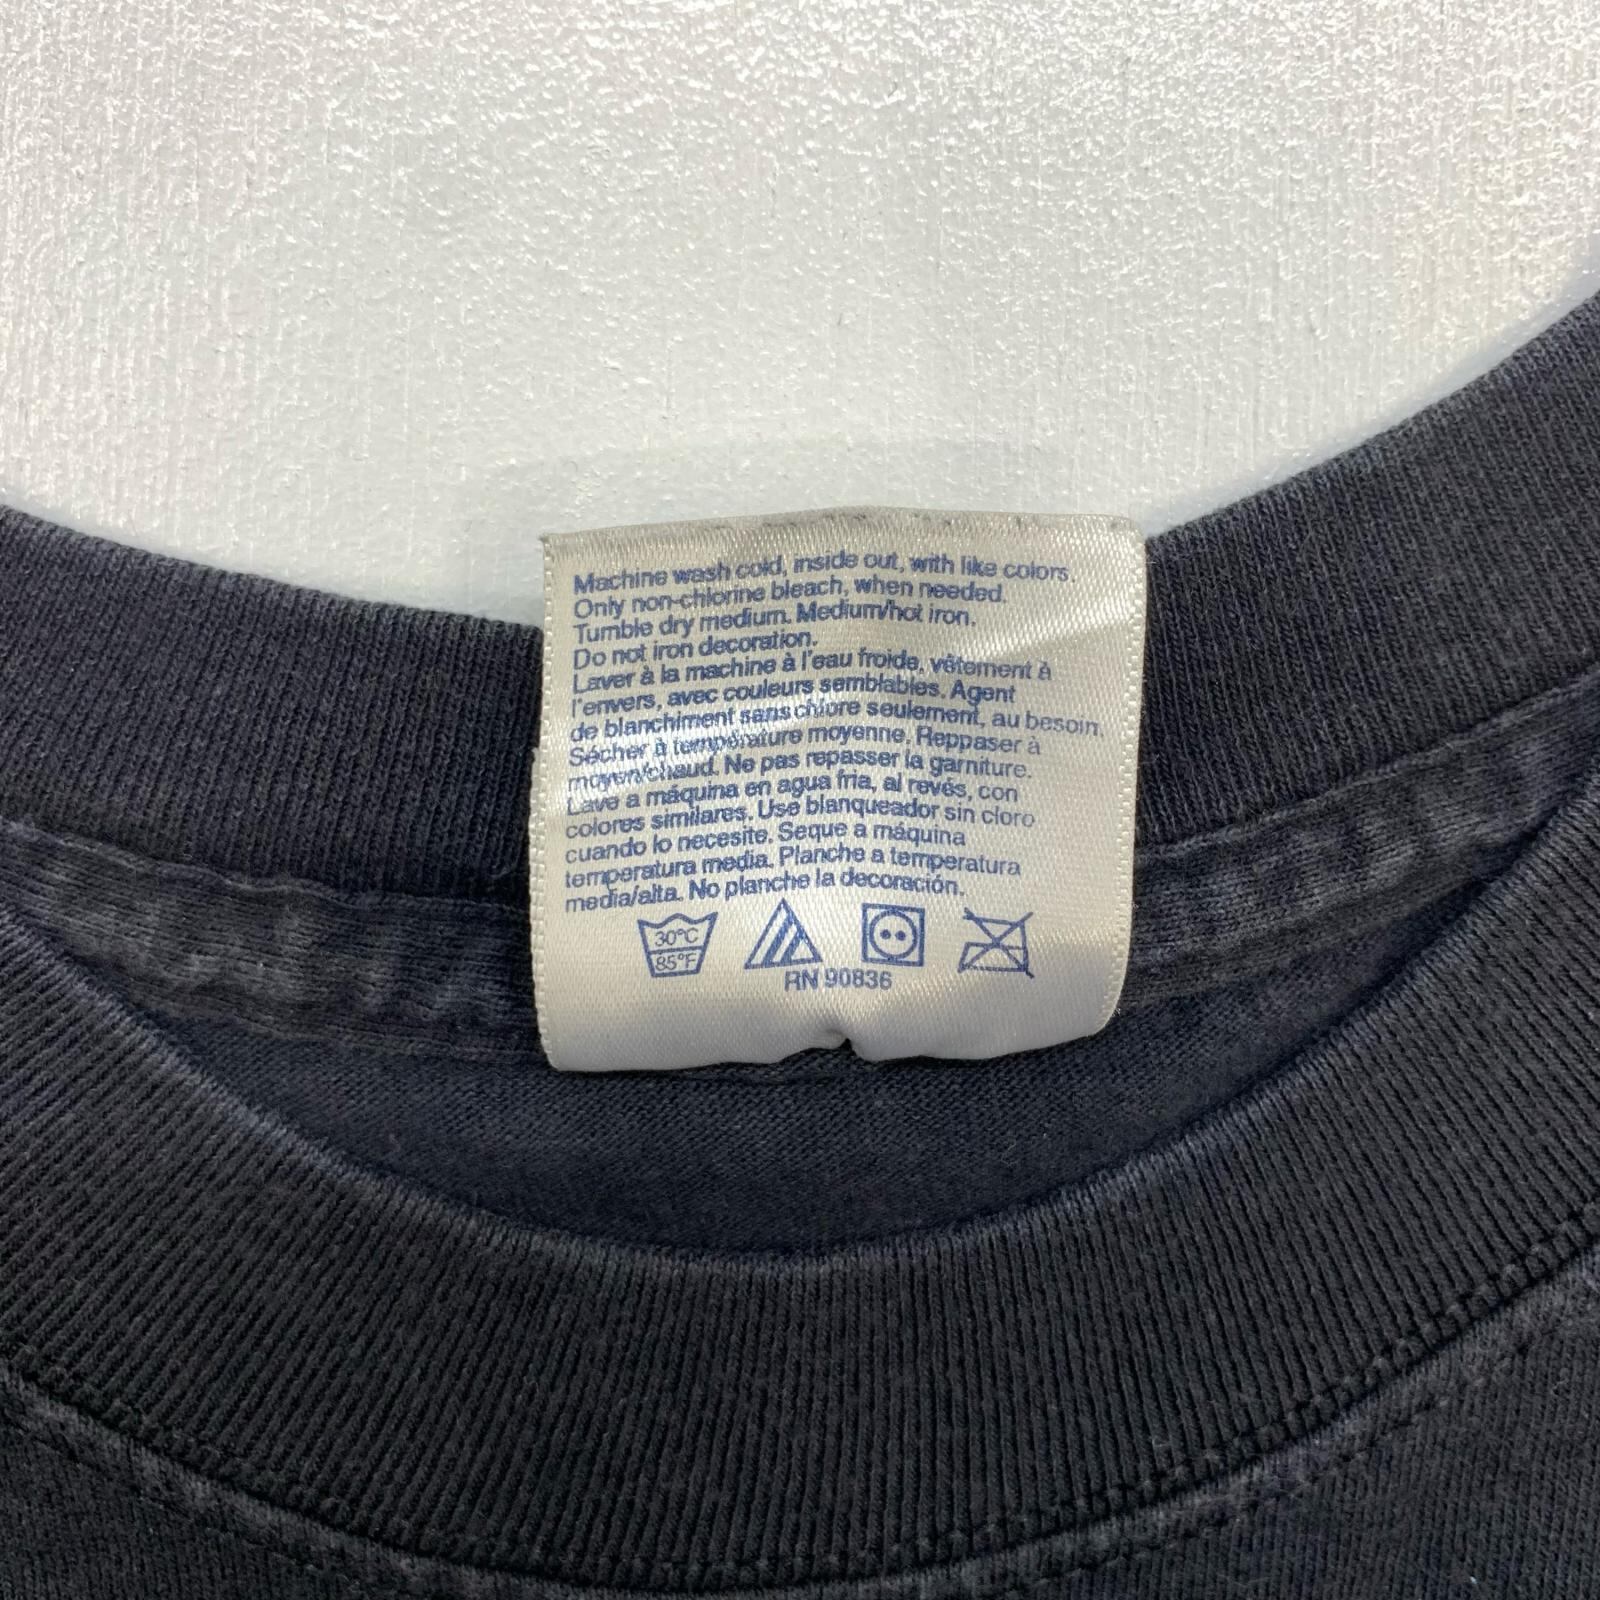 Machine wash cold, inside out, with like colors.
Only non-chlorine bleach, when needed.
Tumble dry medium. Medium/hot iron.
Do not iron decoration.
Laver à la machine à l'eau froide, vêtement à
l'envers, avec couleurs semblables. Agent
de blanchiment sans chlore seulement, au besoin.
Sécher à température moyenne. Reppaser à
moyen/chaud. Ne pas repasser la garniture.
Lave a máquina en agua fria, al revés, con
colores similares. Use blanqueador sin cloro
cuando lo necesite. Seque a máquina
temperatura media. Planche a temperatura
media/alta. No planche la decoración.
30°C
85°F
RN 90836